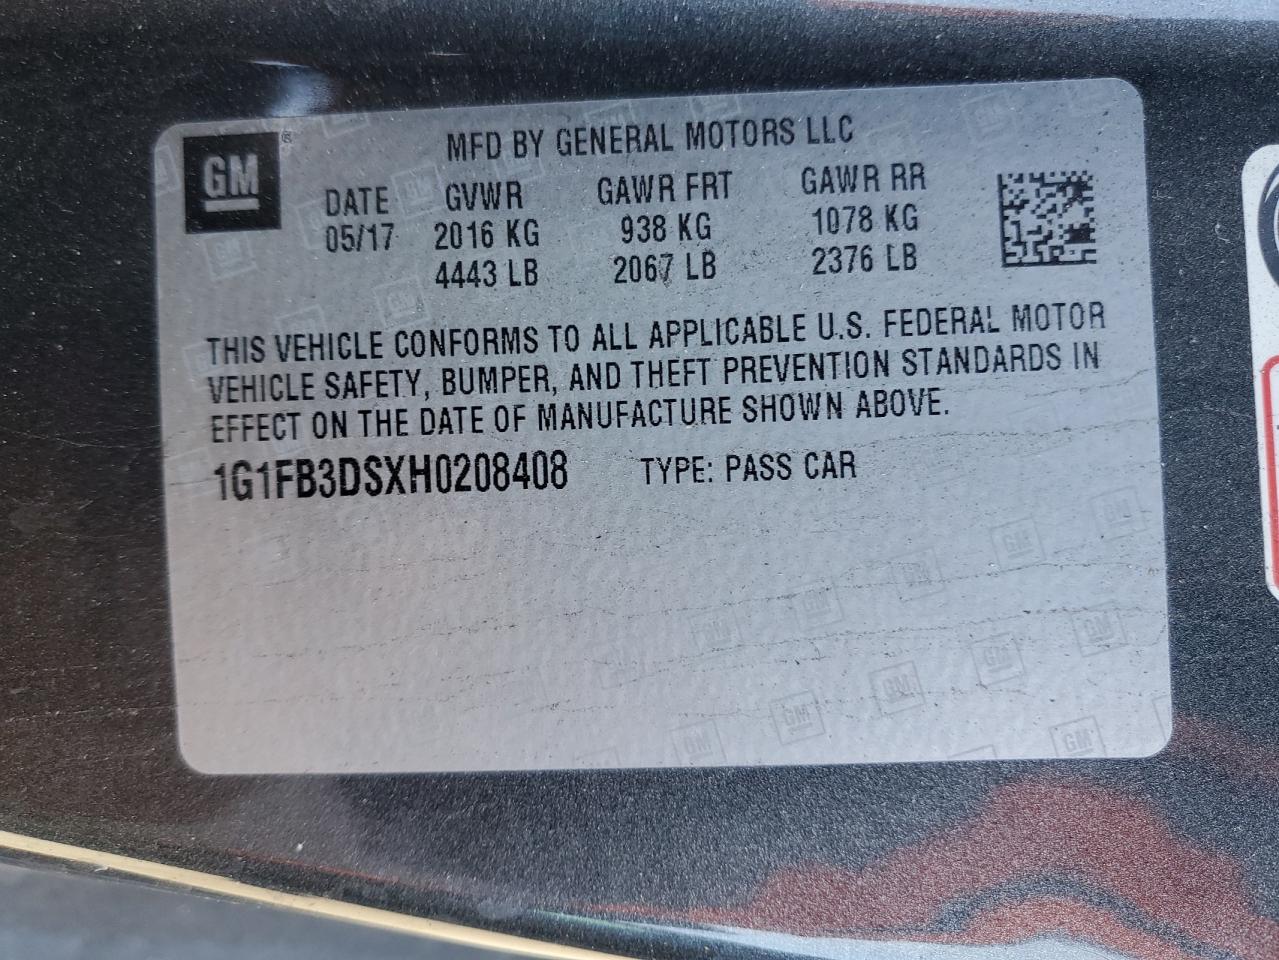 GM®
MFD BY GENERAL MOTORS LLC
DATE GVWR GAWR FRT GAWR RR
05/17 2016 KG 938 KG 1078 KG
4443 LB 2067 LB 2376 LB
THIS VEHICLE CONFORMS TO ALL APPLICABLE U.S. FEDERAL MOTOR
VEHICLE SAFETY, BUMPER, AND THEFT PREVENTION STANDARDS IN
EFFECT ON THE DATE OF MANUFACTURE SHOWN ABOVE.
1G1FB3DSXH0208408 TYPE: PASS CAR